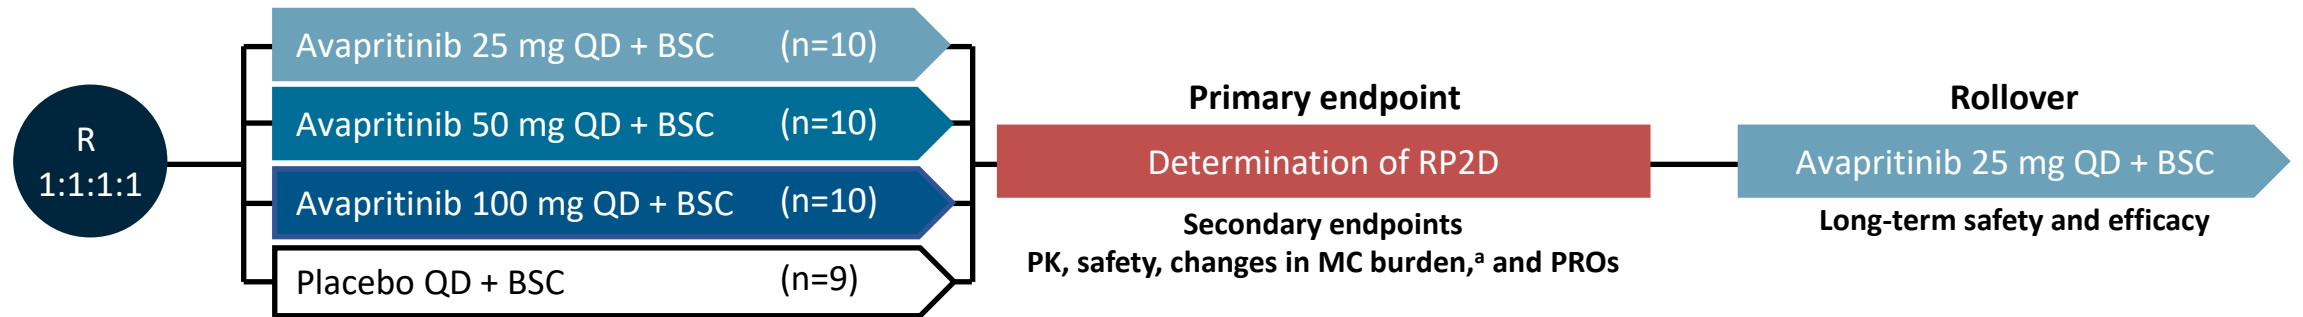 R
1:1:1:1
Avapritinib 25 mg QD + BSC (n=10)
Avapritinib 50 mg QD + BSC (n=10)
Avapritinib 100 mg QD + BSC (n=10)
Placebo QD + BSC (n=9)
Primary endpoint
Determination of RP2D
Secondary endpoints
PK, safety, changes in MC burden,ᵃ and PROs
Rollover
Avapritinib 25 mg QD + BSC
Long-term safety and efficacy